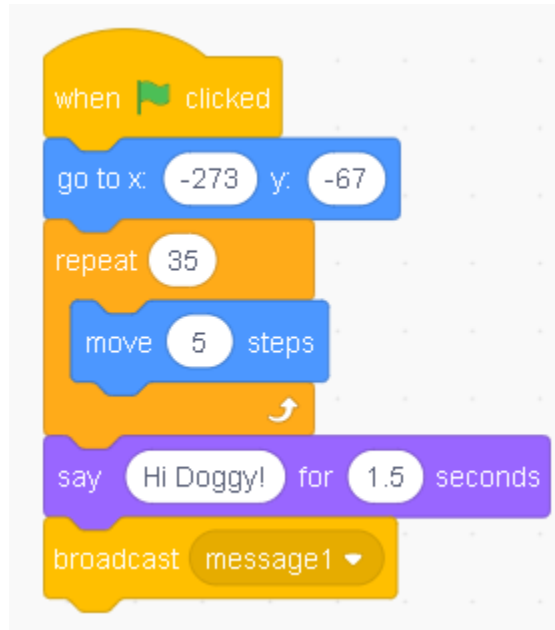 when clicked
go to x: -273 y: -67
repeat 35
move 5 steps
say Hi Doggy! for 1.5 seconds
broadcast message1